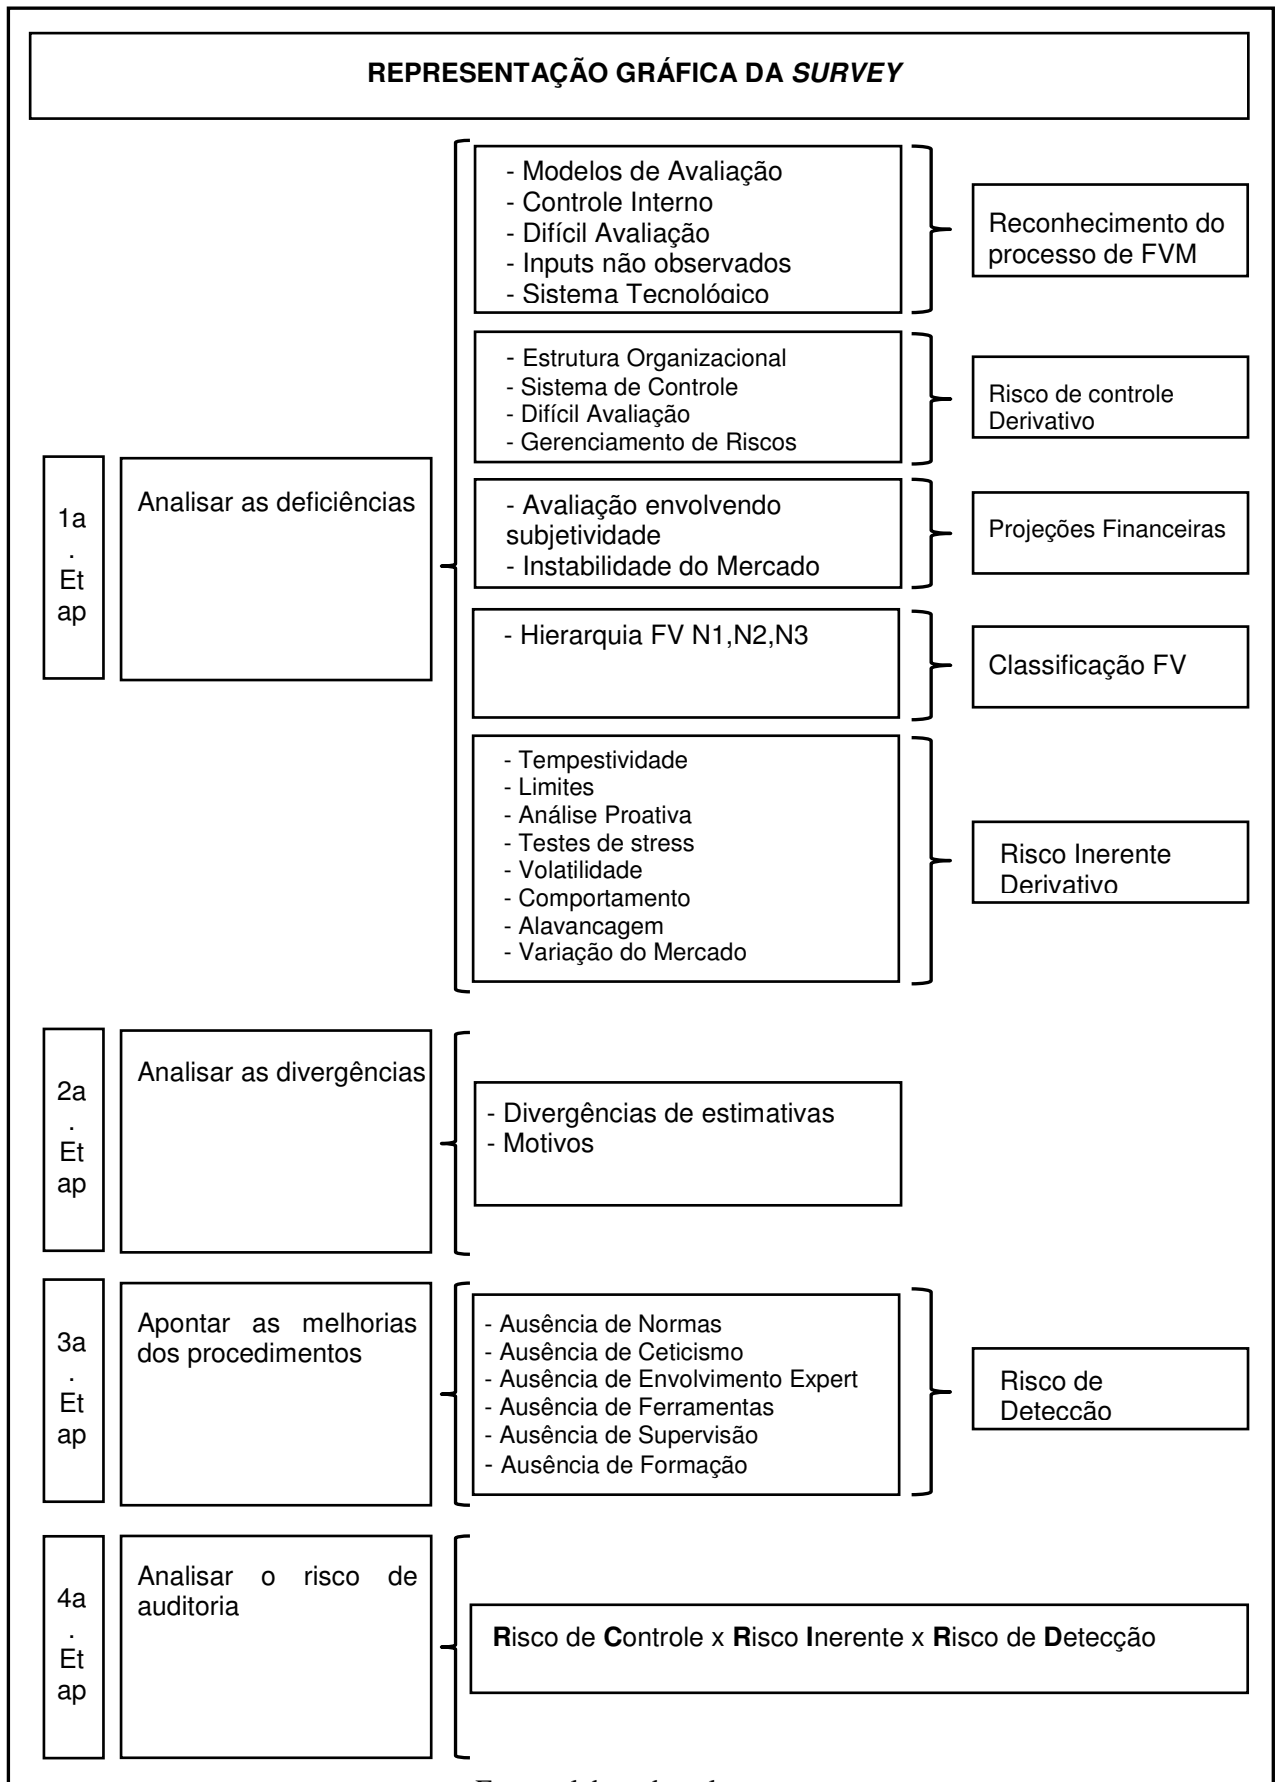 REPRESENTAÇÃO GRÁFICA DA SURVEY
1a
.
Et
ap
Analisar as deficiências
- Modelos de Avaliação
- Controle Interno
- Difícil Avaliação
- Inputs não observados
- Sistema Tecnológico
Reconhecimento do
processo de FVM
- Estrutura Organizacional
- Sistema de Controle
- Difícil Avaliação
- Gerenciamento de Riscos
Risco de controle
Derivativo
- Avaliação envolvendo
subjetividade
- Instabilidade do Mercado
Projeções Financeiras
- Hierarquia FV N1,N2,N3
Classificação FV
- Tempestividade
- Limites
- Análise Proativa
- Testes de stress
- Volatilidade
- Comportamento
- Alavancagem
- Variação do Mercado
Risco Inerente
Derivativo
2a
.
Et
ap
Analisar as divergências
- Divergências de estimativas
- Motivos
3a
.
Et
ap
Apontar as melhorias
dos procedimentos
- Ausência de Normas
- Ausência de Ceticismo
- Ausência de Envolvimento Expert
- Ausência de Ferramentas
- Ausência de Supervisão
- Ausência de Formação
Risco de
Detecção
4a
.
Et
ap
Analisar o risco de
auditoria
Risco de Controle x Risco Inerente x Risco de Detecção